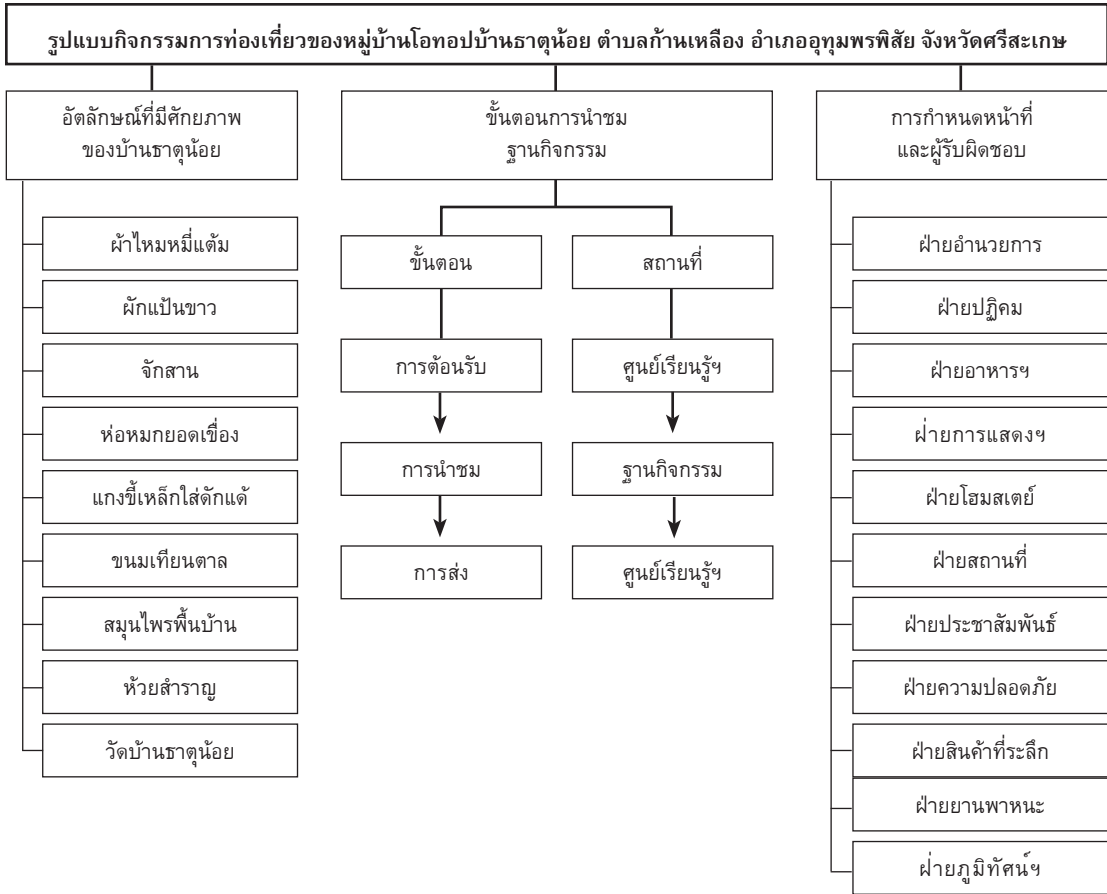 รูปแบบกิจกรรมการท่องเที่ยวของหมู่บ้านโอทอปบ้านธาตุน้อย ตำบลก้านเหลือง อำเภออุทุมพรพิสัย จังหวัดศรีสะเกษ
อัตลักษณ์ที่มีศักยภาพ
ของบ้านธาตุน้อย
ผ้าไหมหมี่แต้ม
ผักแป้นขาว
จักสาน
ห่อหมกยอดเขื่อง
แกงขี้เหล็กใส่ดักแด้
ขนมเทียนตาล
สมุนไพรพื้นบ้าน
ห้วยสำราญ
วัดบ้านธาตุน้อย
ขั้นตอนการนำชม
ฐานกิจกรรม
ขั้นตอน
การต้อนรับ
การนำชม
การส่ง
สถานที่
ศูนย์เรียนรู้ฯ
ฐานกิจกรรม
ศูนย์เรียนรู้ฯ
การกำหนดหน้าที่
และผู้รับผิดชอบ
ฝ่ายอำนวยการ
ฝ่ายปฏิคม
ฝ่ายอาหารฯ
ฝ่ายการแสดงฯ
ฝ่ายโฮมสเตย์
ฝ่ายสถานที่
ฝ่ายประชาสัมพันธ์
ฝ่ายความปลอดภัย
ฝ่ายสินค้าที่ระลึก
ฝ่ายยานพาหนะ
ฝ่ายภูมิทัศน์ฯ